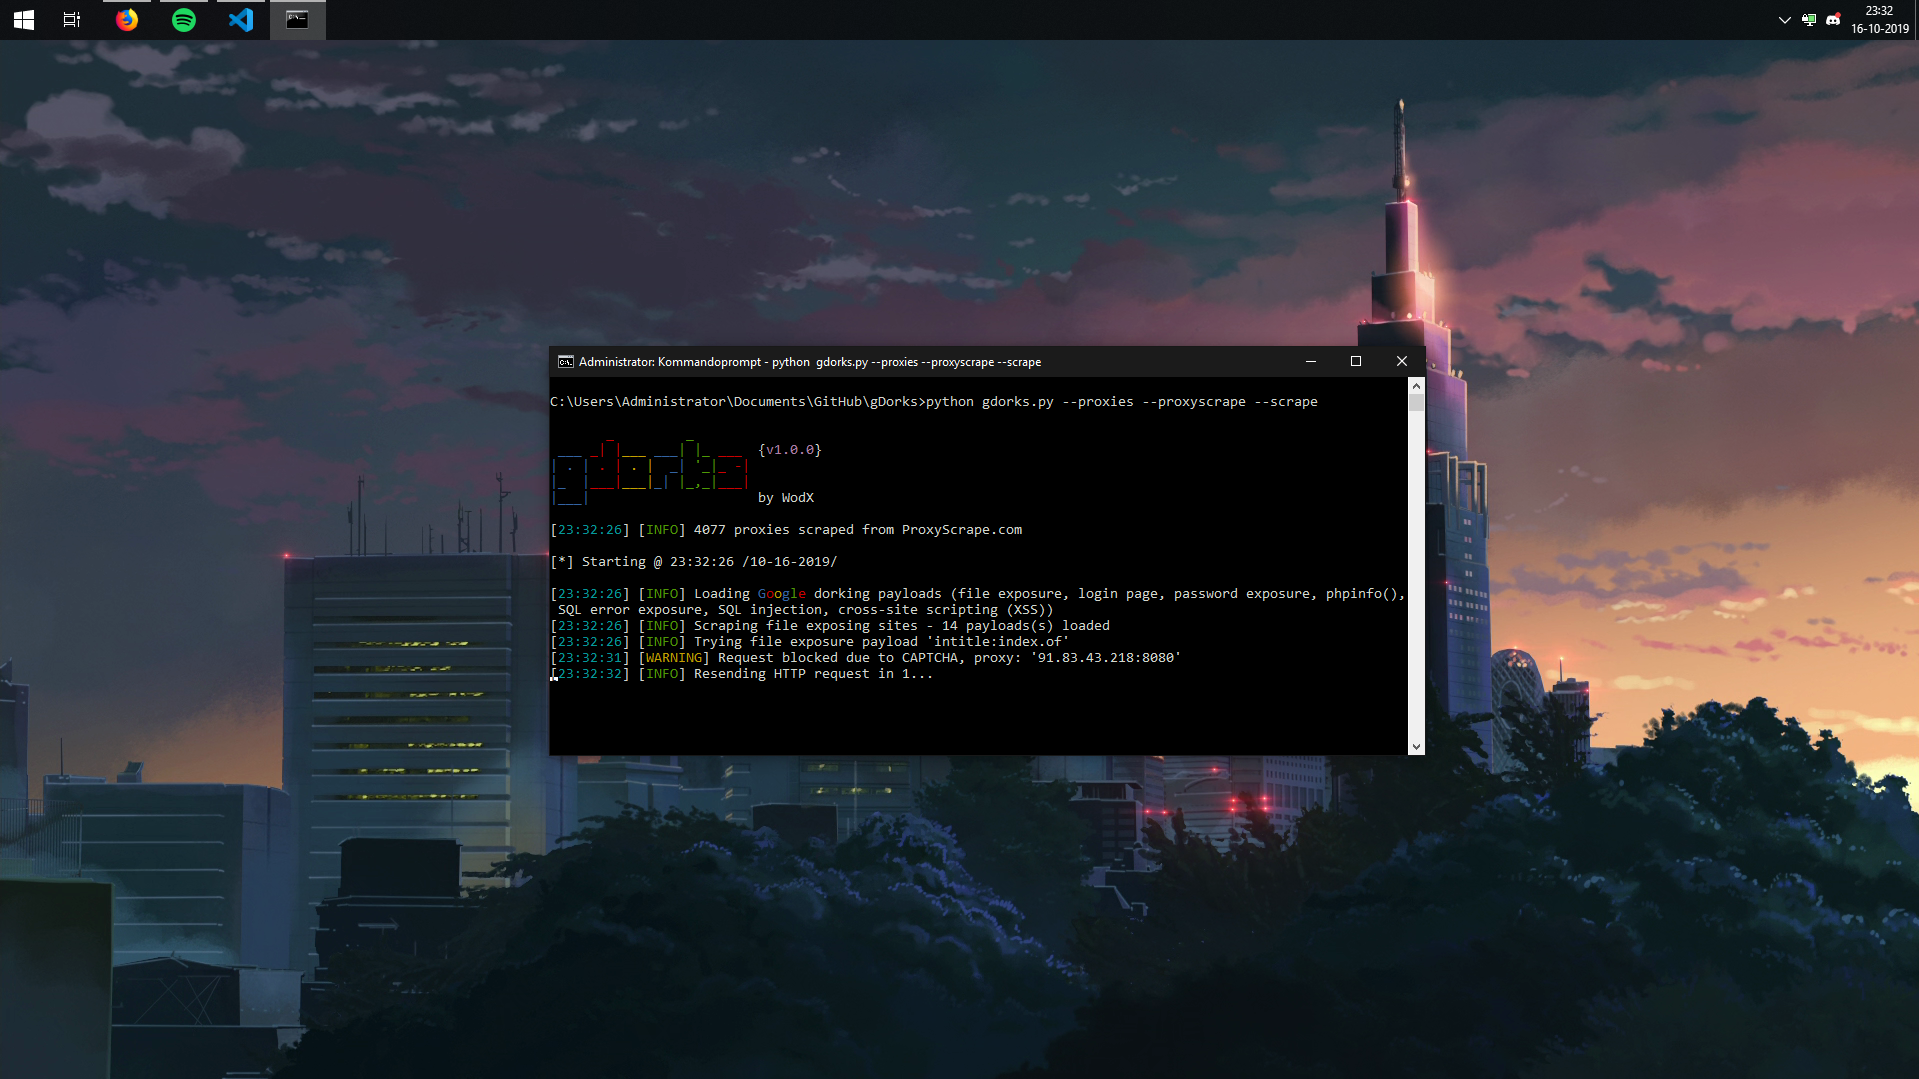 23:32
16-10-2019
Administrator: Kommandoprompt - python  gdorks.py --proxies --proxyscrape --scrape
C:\Users\Administrator\Documents\GitHub\gDorks>python gdorks.py --proxies --proxyscrape --scrape
{v1.0.0}
gdorks
by WodX
[23:32:26] [INFO] 4077 proxies scraped from ProxyScrape.com
[*] Starting @ 23:32:26 /10-16-2019/
[23:32:26] [INFO] Loading Google dorking payloads (file exposure, login page, password exposure, phpinfo(),
SQL error exposure, SQL injection, cross-site scripting (XSS))
[23:32:26] [INFO] Scraping file exposing sites - 14 payloads(s) loaded
[23:32:26] [INFO] Trying file exposure payload 'intitle:index.of'
[23:32:31] [WARNING] Request blocked due to CAPTCHA, proxy: '91.83.43.218:8080'
[23:32:32] [INFO] Resending HTTP request in 1...